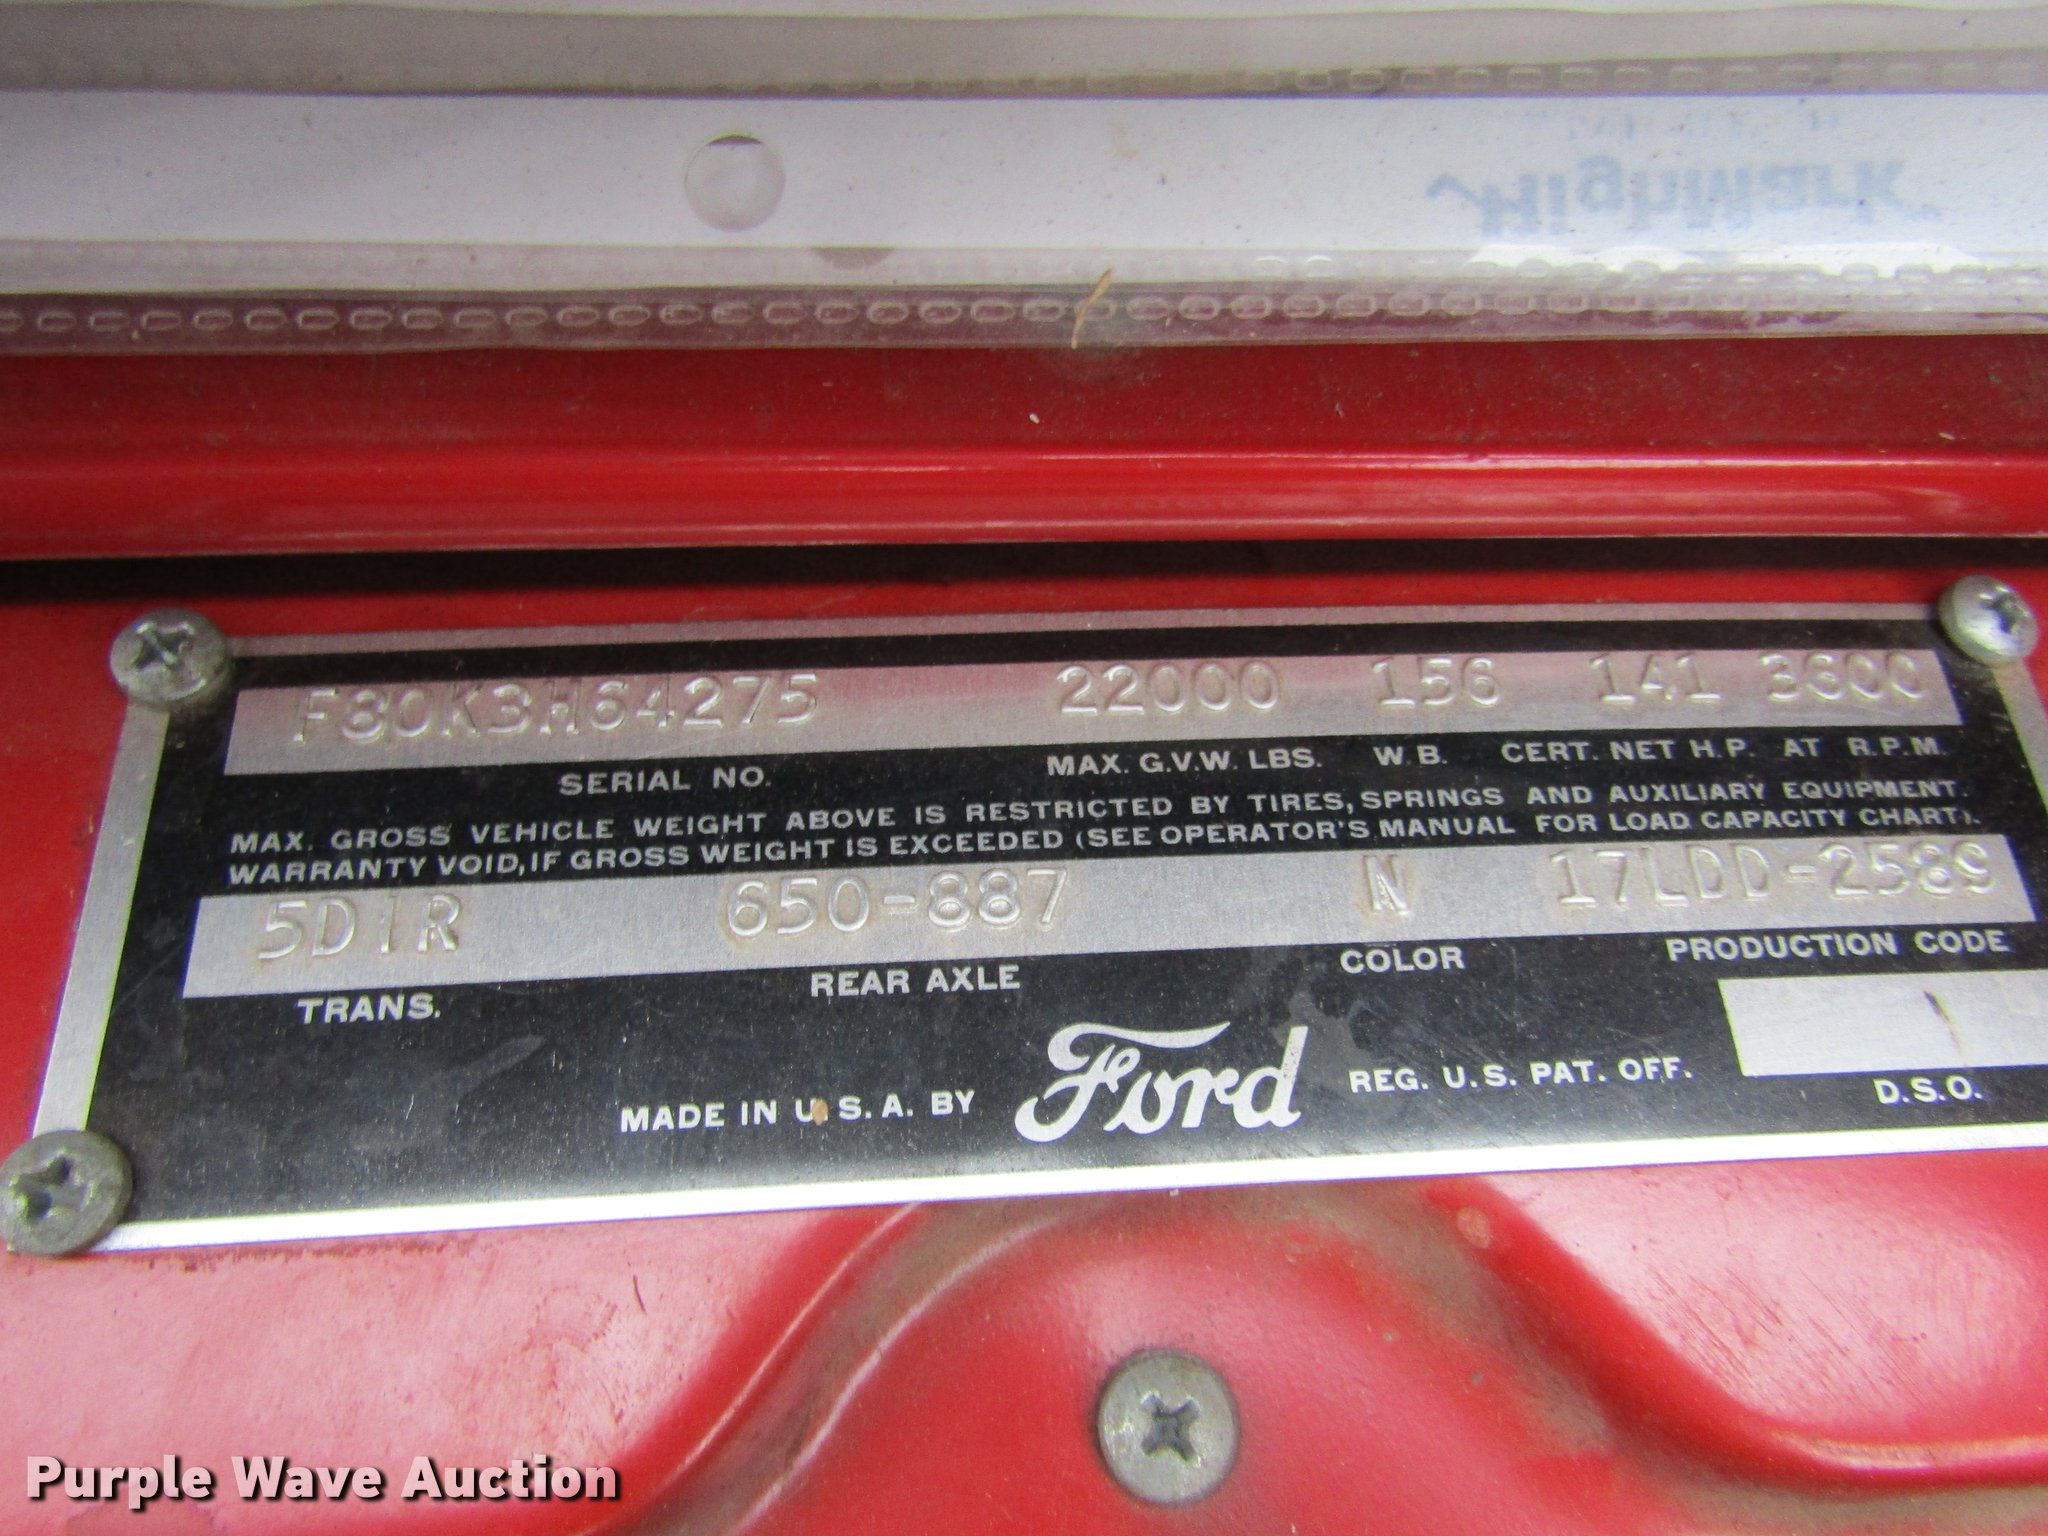 HighMark
F80K3H64275 22000 156 141 3600
SERIAL NO. MAX. G.V.W. LBS. W.B. CERT. NET H.P. AT R.P.M.
MAX. GROSS VEHICLE WEIGHT ABOVE IS RESTRICTED BY TIRES, SPRINGS AND AUXILIARY EQUIPMENT.
WARRANTY VOID, IF GROSS WEIGHT IS EXCEEDED (SEE OPERATOR'S MANUAL FOR LOAD CAPACITY CHART).
5D1R 650-887 N 17LDD-2589
TRANS. REAR AXLE COLOR PRODUCTION CODE
MADE IN U.S.A. BY Ford REG. U.S. PAT. OFF.
D.S.O.
Purple Wave Auction